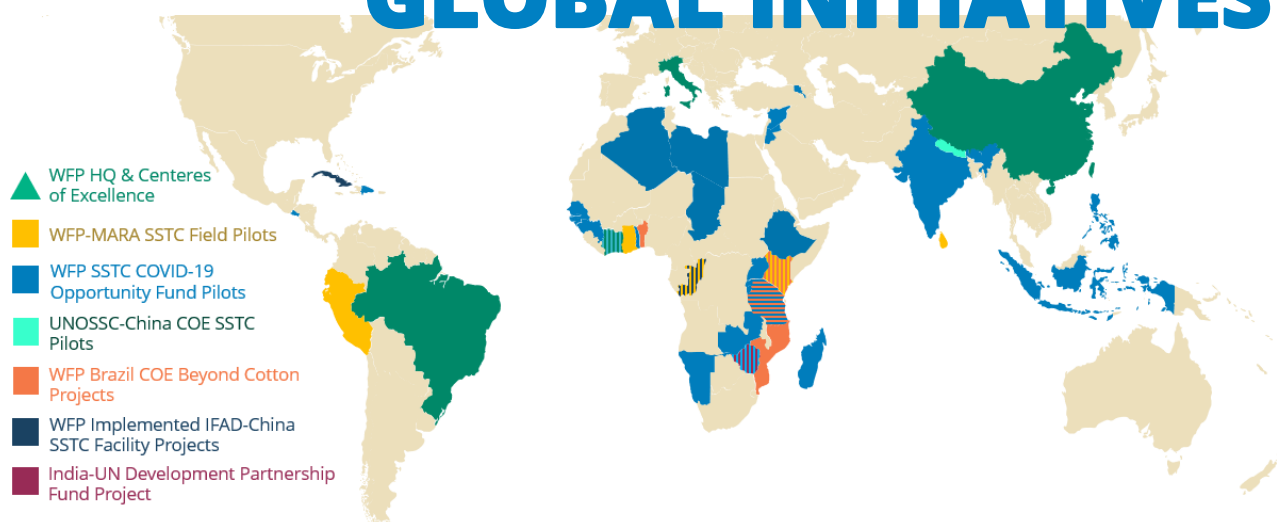 GLOBAL INITIATIVES
WFP HQ & Centeres
of Excellence
WFP-MARA SSTC Field Pilots
WFP SSTC COVID-19
Opportunity Fund Pilots
UNOSSC-China COE SSTC
Pilots
WFP Brazil COE Beyond Cotton
Projects
WFP Implemented IFAD-China
SSTC Facility Projects
India-UN Development Partnership
Fund Project